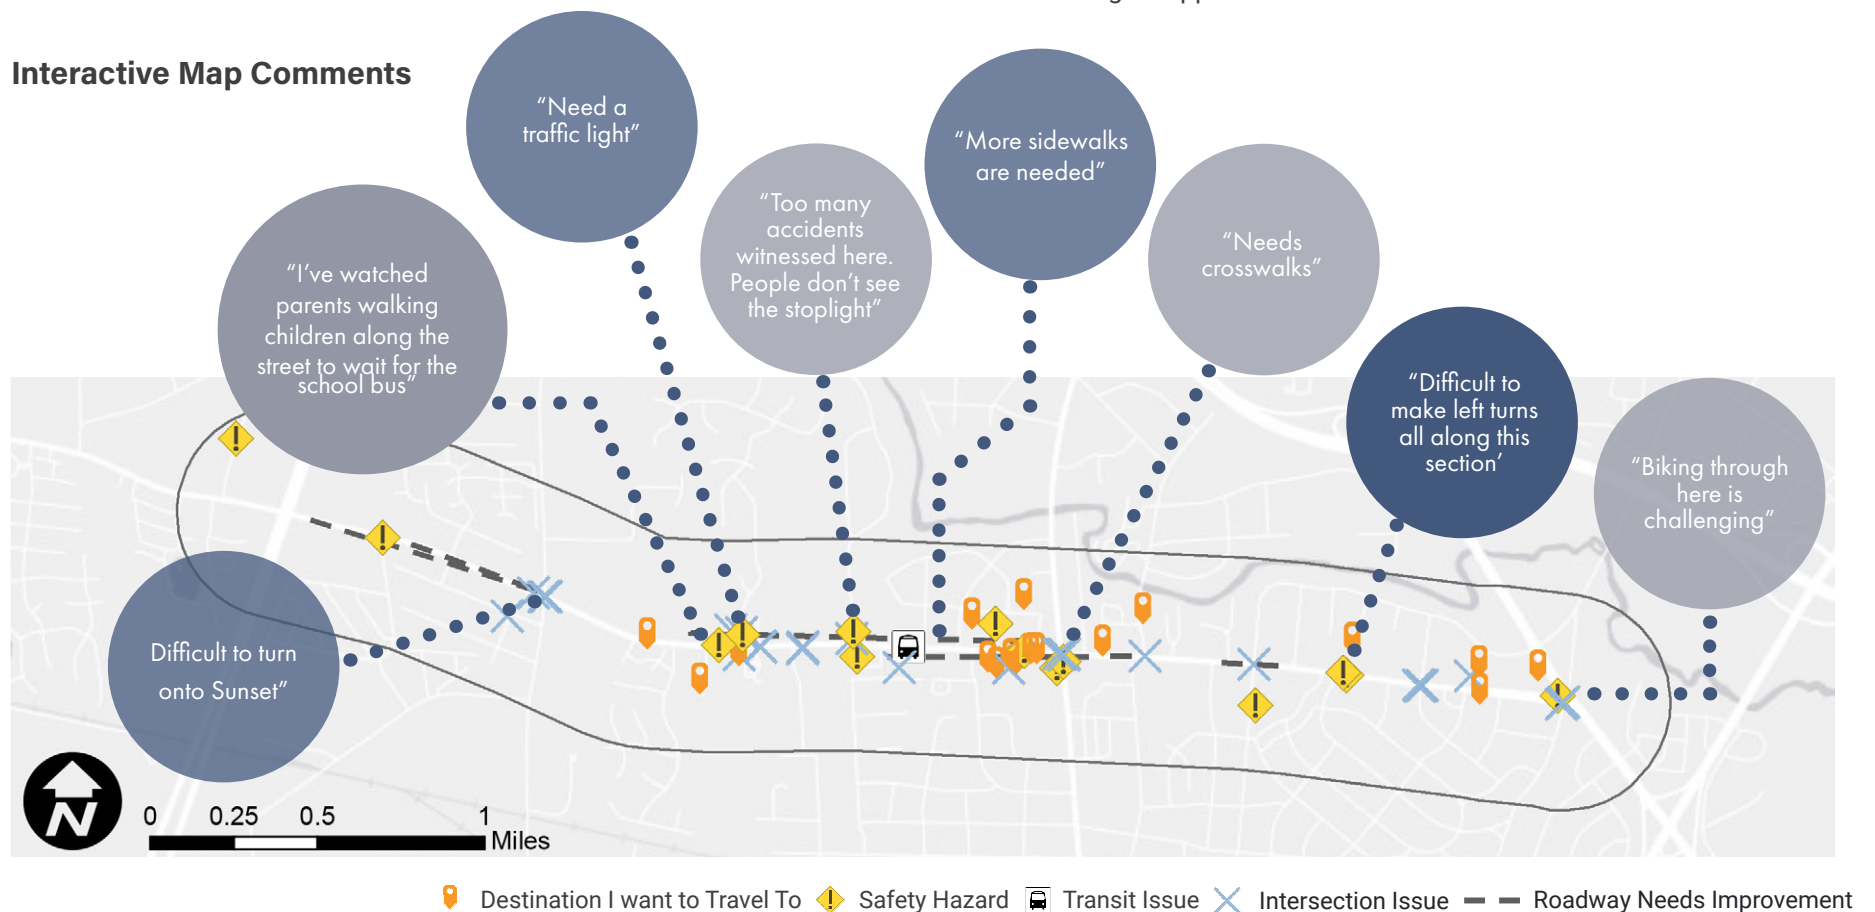 Interactive Map Comments
“Need a
traffic light”
“More sidewalks
are needed”
“Too many
accidents
witnessed here.
People don’t see
the stoplight”
“Needs
crosswalks”
“I’ve watched
parents walking
children along the
street to wait for the
school bus”
“Difficult to
make left turns
all along this
section’
“Biking through
here is
challenging”
Difficult to turn
onto Sunset”
N
0 0.25 0.5 1
Miles
Destination I want to Travel To Safety Hazard Transit Issue Intersection Issue Roadway Needs Improvement